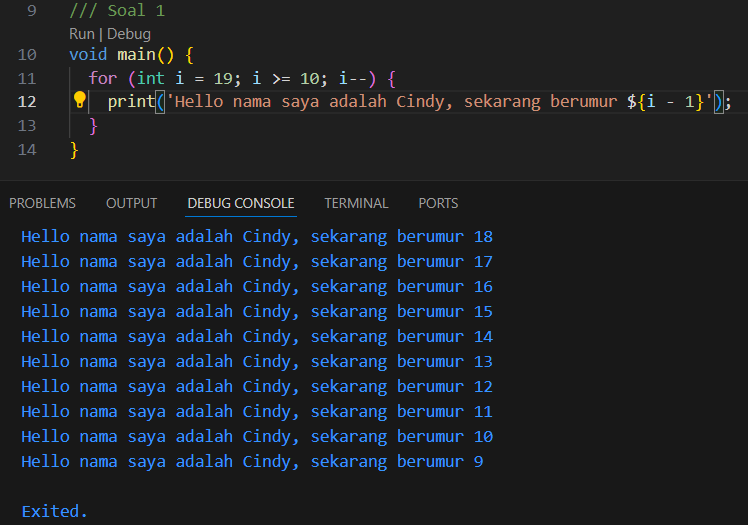 9 /// Soal 1
Run | Debug
10 void main() {
11 for (int i = 19; i >= 10; i--) {
12 print('Hello nama saya adalah Cindy, sekarang berumur ${i - 1}');
13 }
14 }
PROBLEMS OUTPUT DEBUG CONSOLE TERMINAL PORTS
Hello nama saya adalah Cindy, sekarang berumur 18
Hello nama saya adalah Cindy, sekarang berumur 17
Hello nama saya adalah Cindy, sekarang berumur 16
Hello nama saya adalah Cindy, sekarang berumur 15
Hello nama saya adalah Cindy, sekarang berumur 14
Hello nama saya adalah Cindy, sekarang berumur 13
Hello nama saya adalah Cindy, sekarang berumur 12
Hello nama saya adalah Cindy, sekarang berumur 11
Hello nama saya adalah Cindy, sekarang berumur 10
Hello nama saya adalah Cindy, sekarang berumur 9
Exited.